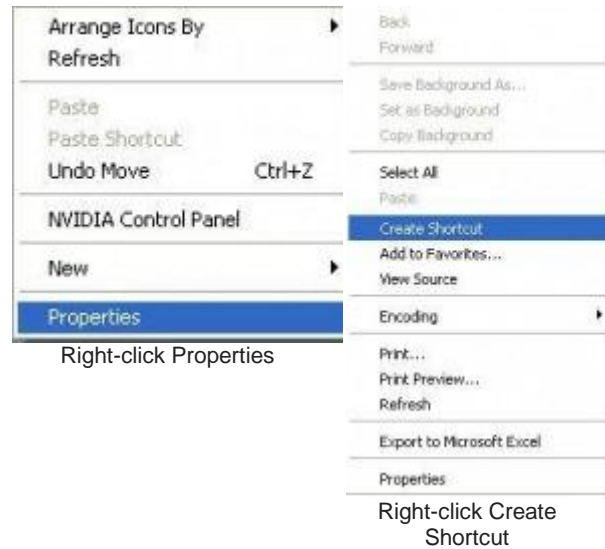 Arrange Icons By
Refresh
Paste
Paste Shortcut
Undo Move Ctrl+Z
NVIDIA Control Panel
New
Properties
Right-click Properties
Back
Forward
Save Background As...
Set as Background
Copy Background
Select All
Paste
Create Shortcut
Add to Favorites...
View Source
Encoding
Print...
Print Preview...
Refresh
Export to Microsoft Excel
Properties
Right-click Create
Shortcut